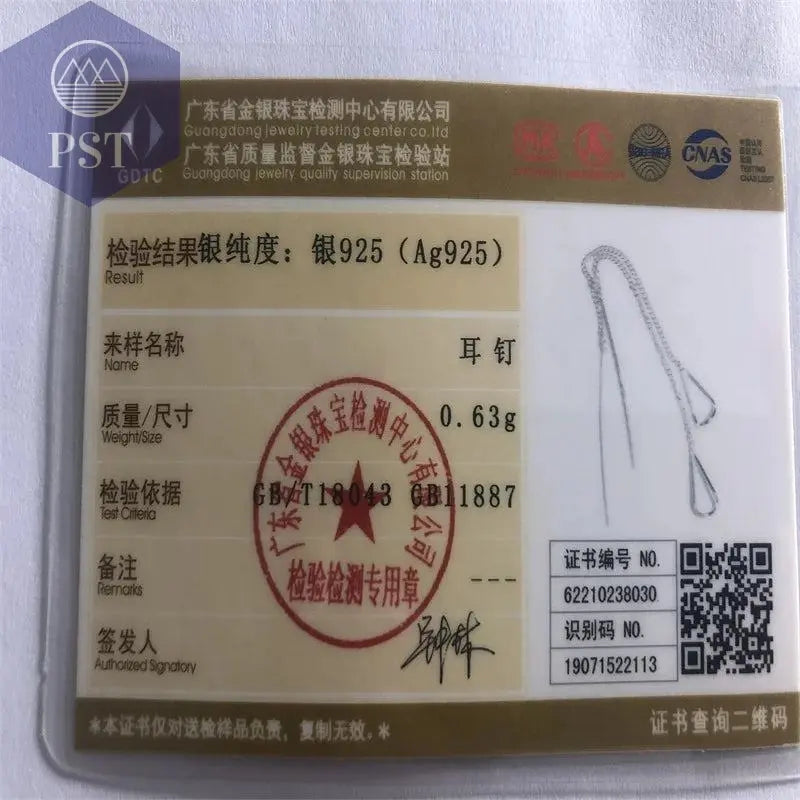 PST
GDTC
广东省金银珠宝检测中心有限公司
Guangdong jewelry testing center co.ltd
广东省质量监督金银珠宝检验站
Guangdong jewelry quality supervision station
CNAS
TESTING
检验结果银纯度：银925（Ag925）
Result
来样名称 耳钉
Name
质量/尺寸 0.63g
Weight/Size
检验依据 GB/T18043 GB11887
Test Criteria
备注 ---
Remarks
签发人
Authorized Signatory
广东省金银珠宝检测中心有限公司
检验检测专用章
证书编号 NO.
62210238030
识别码 NO.
19071522113
*本证书仅对送检样品负责，复制无效。*
证书查询二维码